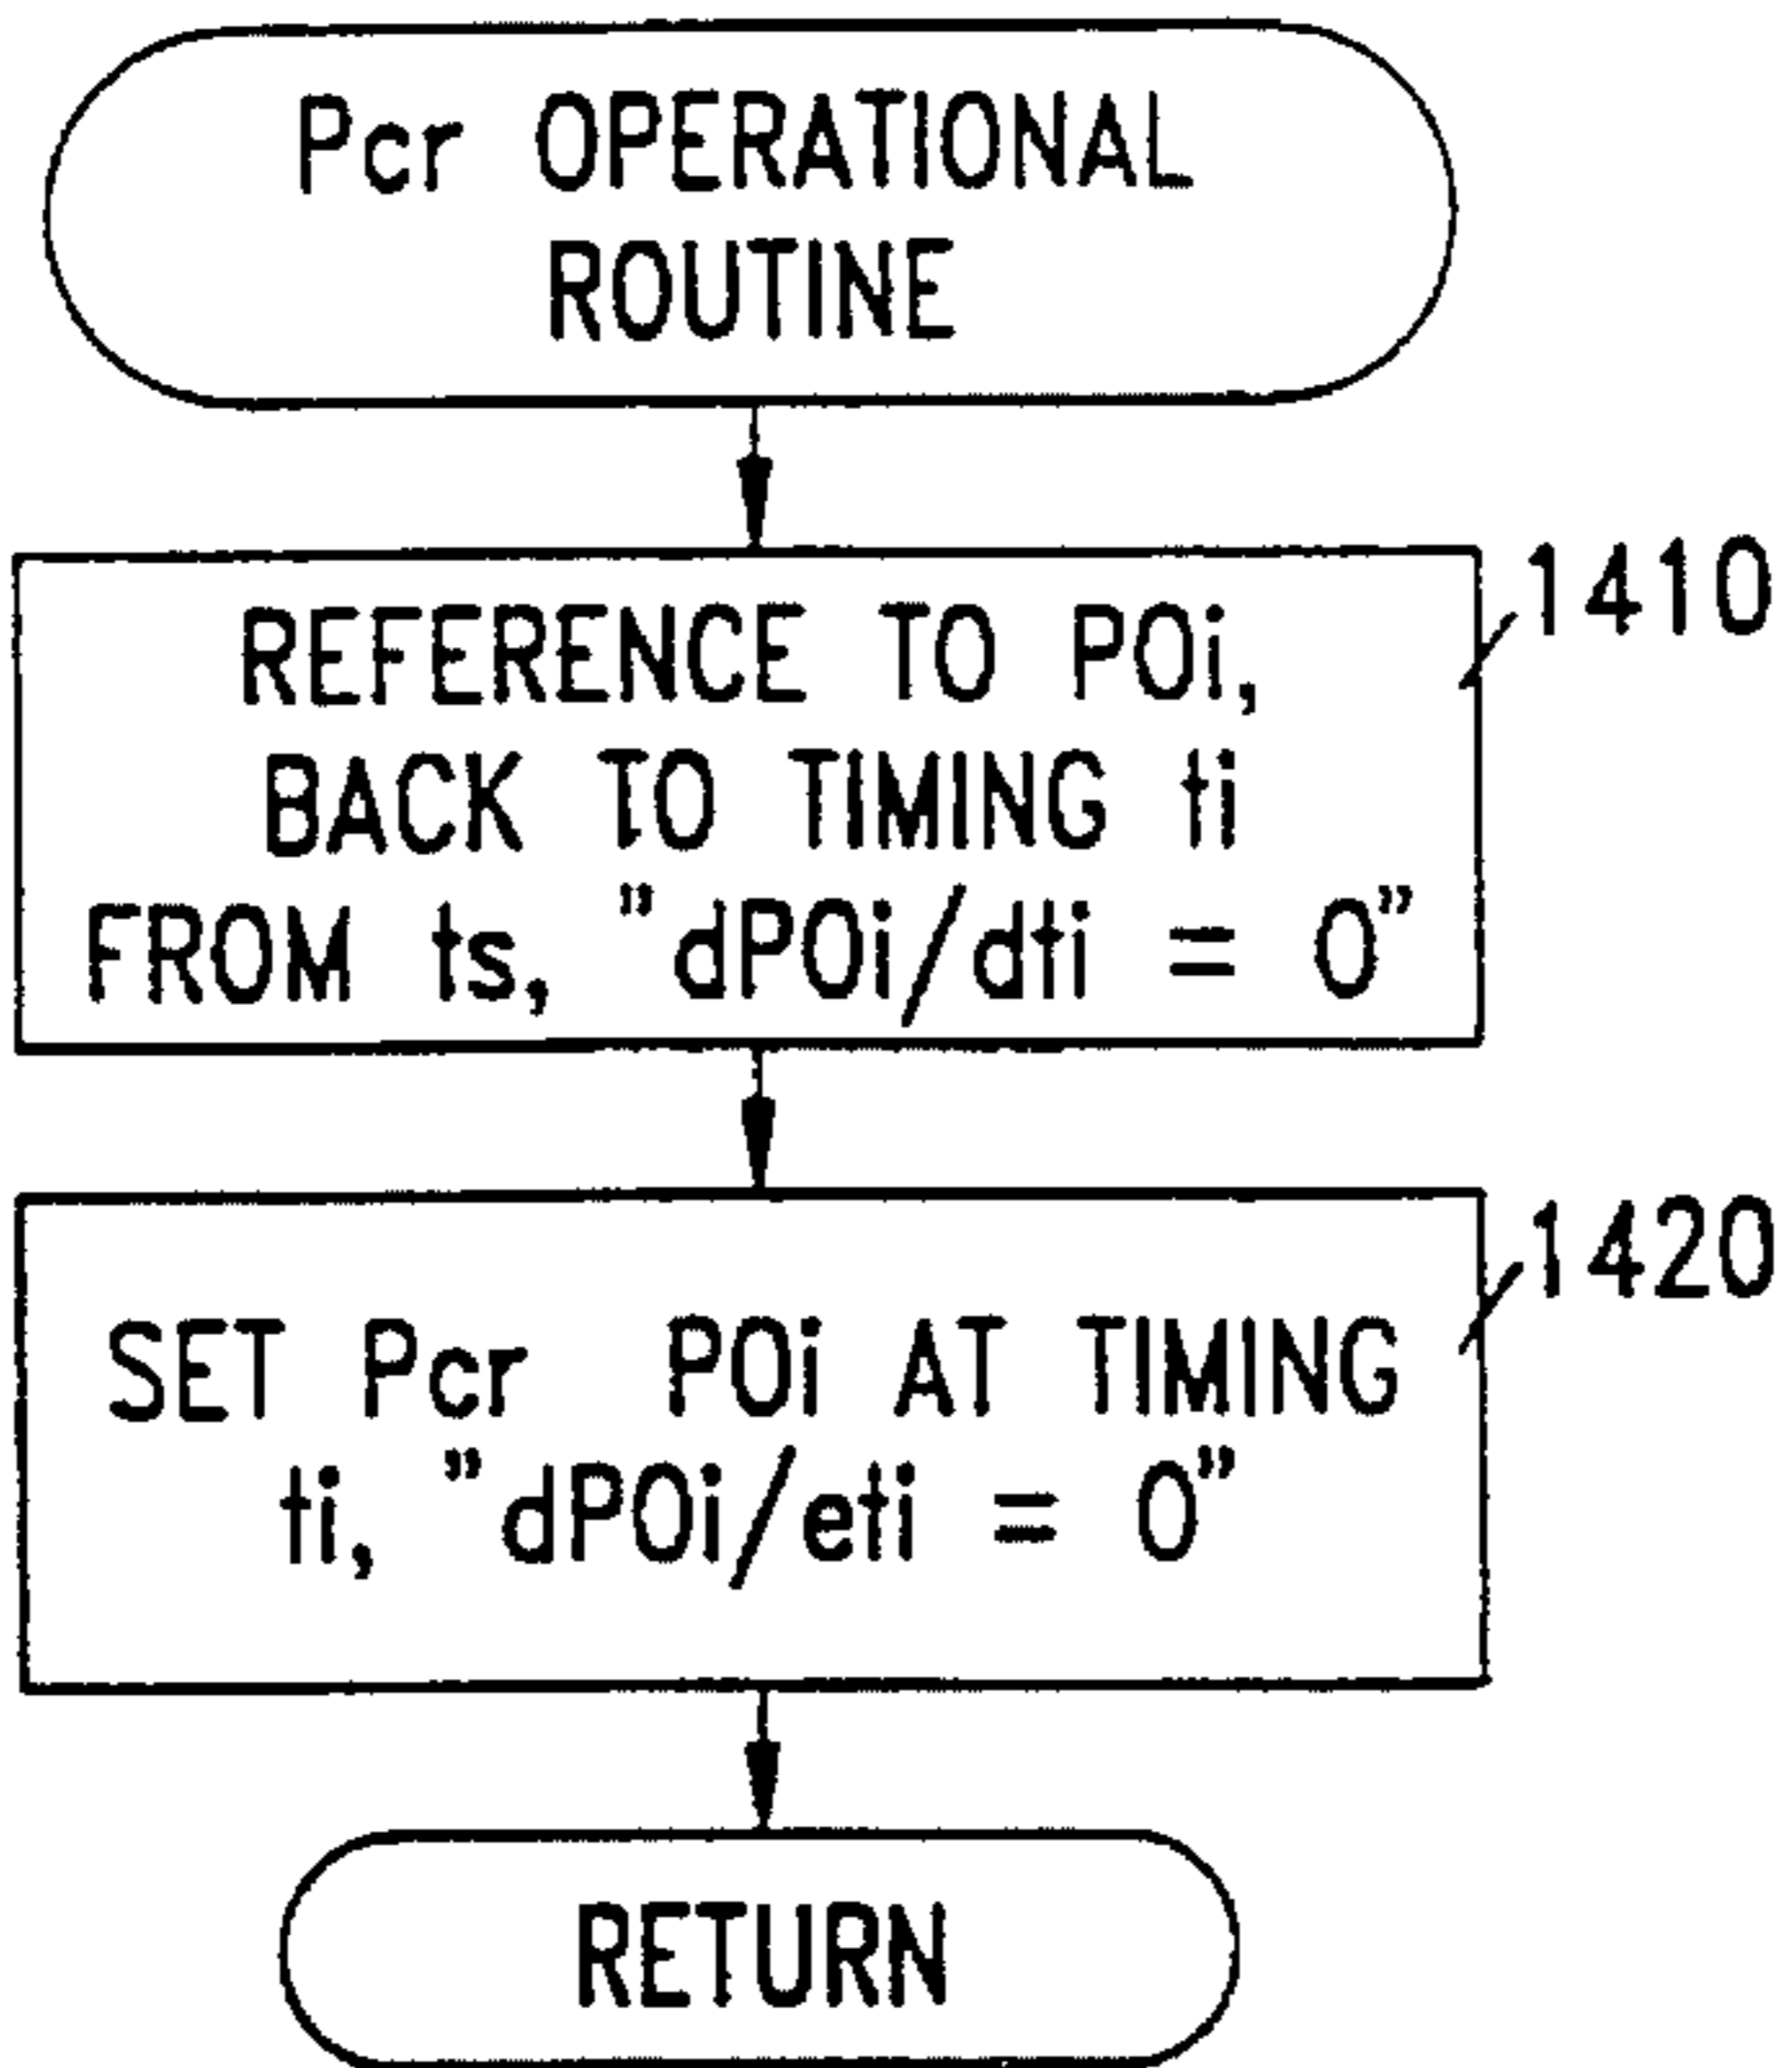 Pcr OPERATIONAL
ROUTINE
REFERENCE TO POi,
BACK TO TIMING ti
FROM ts, "dPOi/dti = 0"
1410
SET Pcr POi AT TIMING
ti, "dPOi/eti = 0"
1420
RETURN